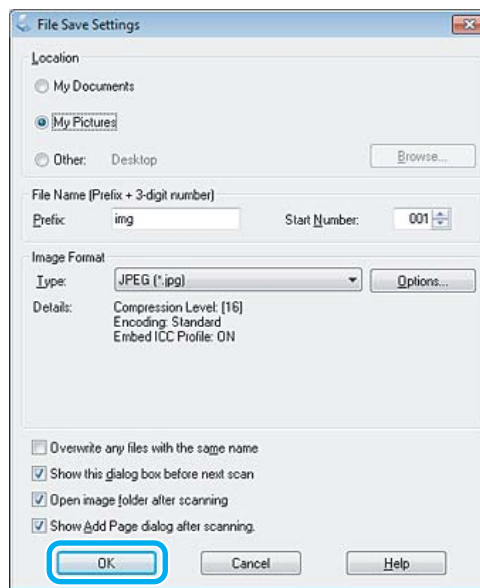 File Save Settings
Location
My Documents
My Pictures
Other: Desktop Browse...
File Name (Prefix + 3-digit number)
Prefix: img Start Number: 001
Image Format
Type: JPEG (*.jpg) Options...
Details: Compression Level: [16]
Encoding: Standard
Embed ICC Profile: ON
Overwrite any files with the same name
Show this dialog box before next scan
Open image folder after scanning
Show Add Page dialog after scanning.
OK Cancel Help